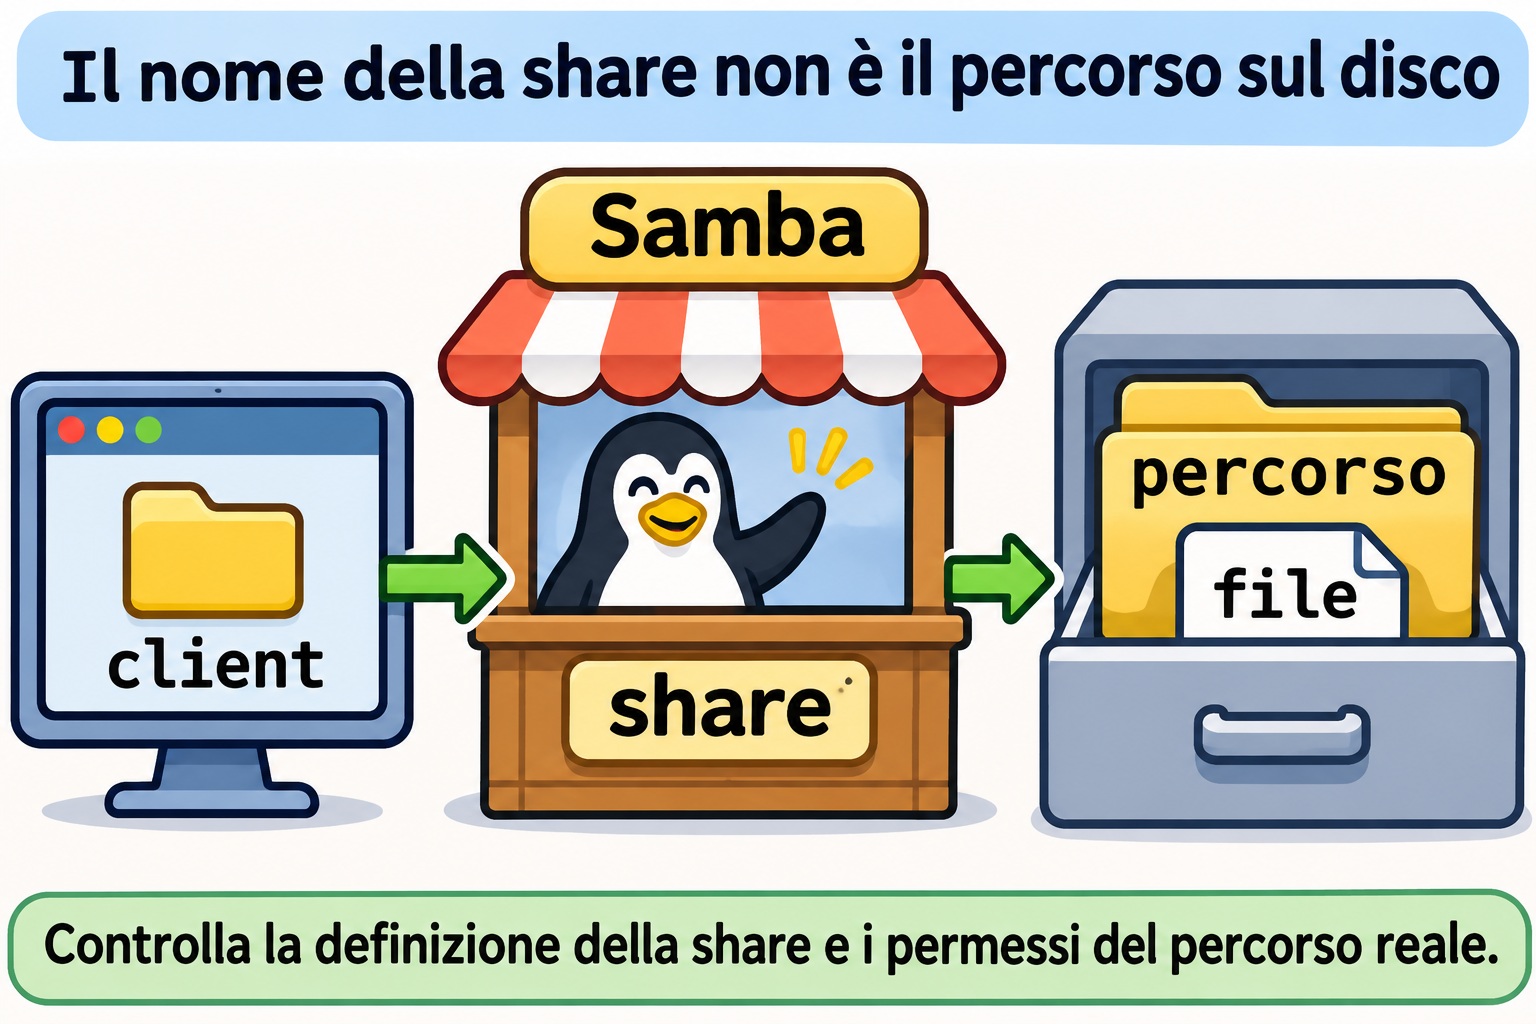 Il nome della share non è il percorso sul disco
Samba
client
share
percorso
file
Controlla la definizione della share e i permessi del percorso reale.